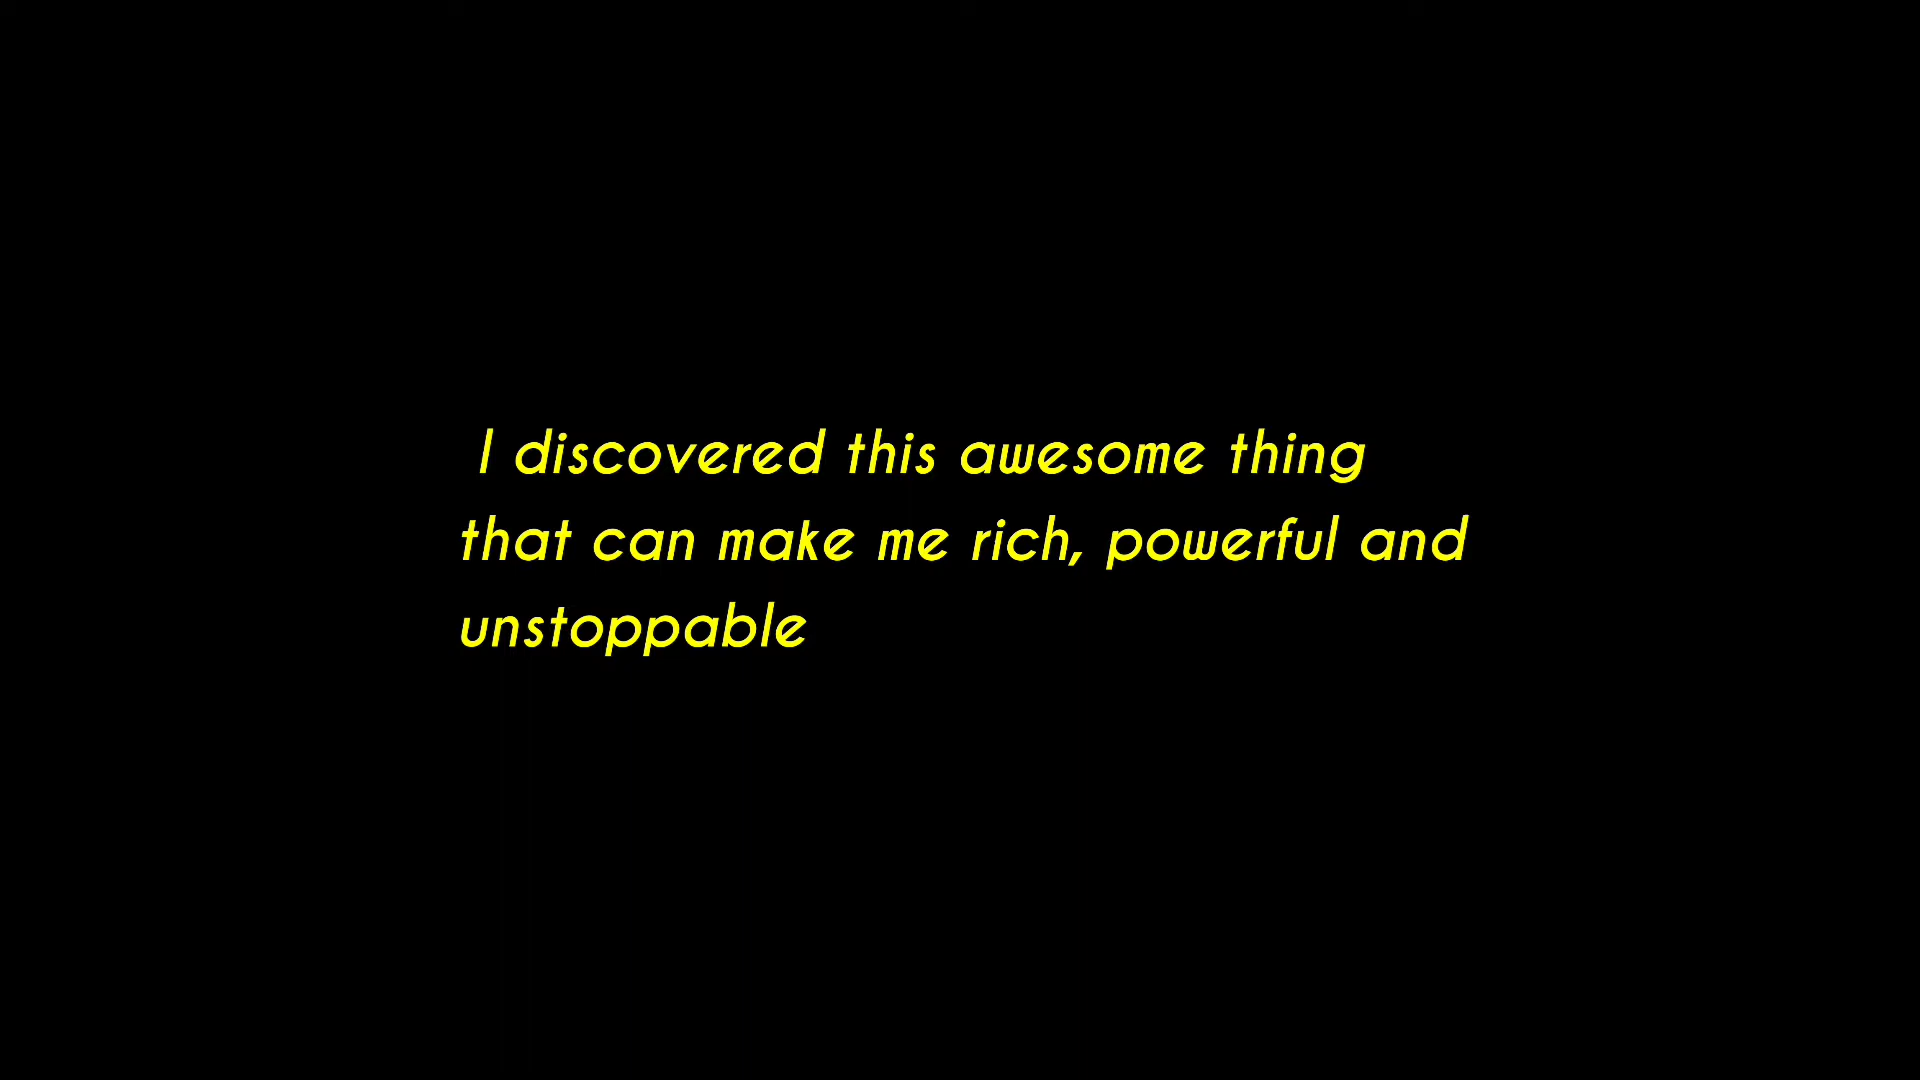 I discovered this awesome thing
that can make me rich, powerful and
unstoppable